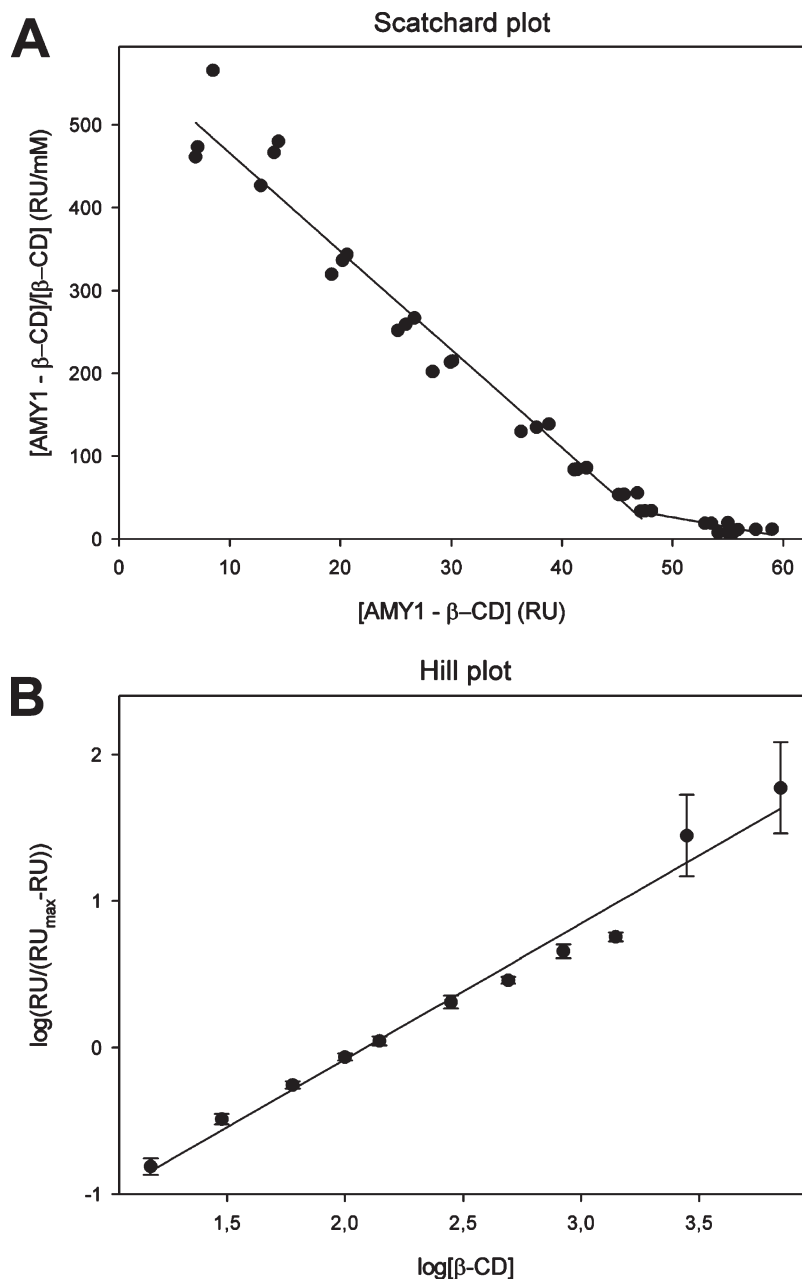 A
Scatchard plot
[AMY1 - β–CD]/[β–CD] (RU/mM)
500
400
300
200
100
0
0 10 20 30 40 50 60
[AMY1 - β–CD] (RU)
B
Hill plot
log(RU/(RUmax-RU))
2
1
0
-1
1,5 2,0 2,5 3,0 3,5
log[β-CD]